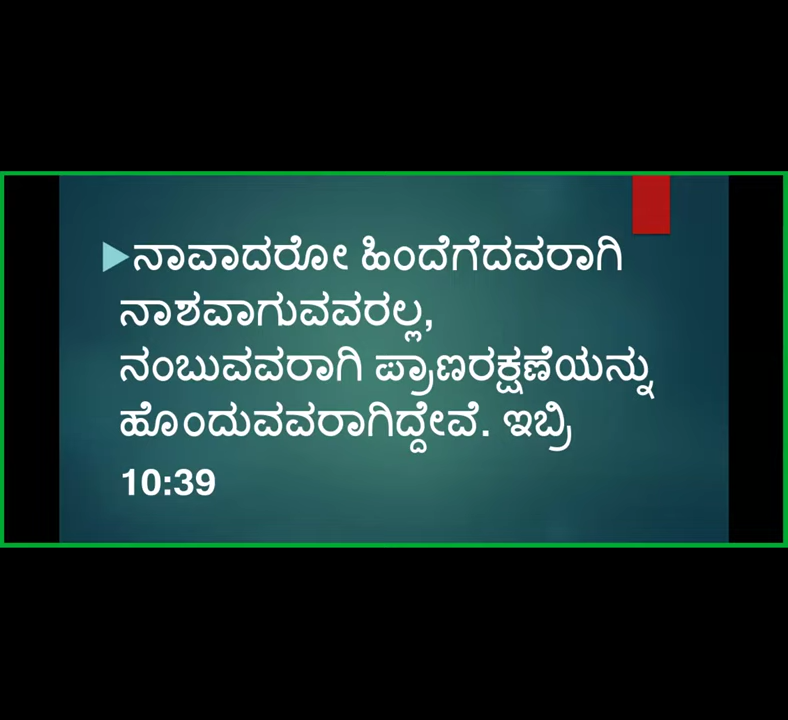 ನಾವಾದರೋ ಹಿಂದೆಗೆದವರಾಗಿ
ನಾಶವಾಗುವವರಲ್ಲ,
ನಂಬುವವರಾಗಿ ಪ್ರಾಣರಕ್ಷಣೆಯನ್ನು
ಹೊಂದುವವರಾಗಿದ್ದೇವೆ. ಇಬ್ರಿ
10:39